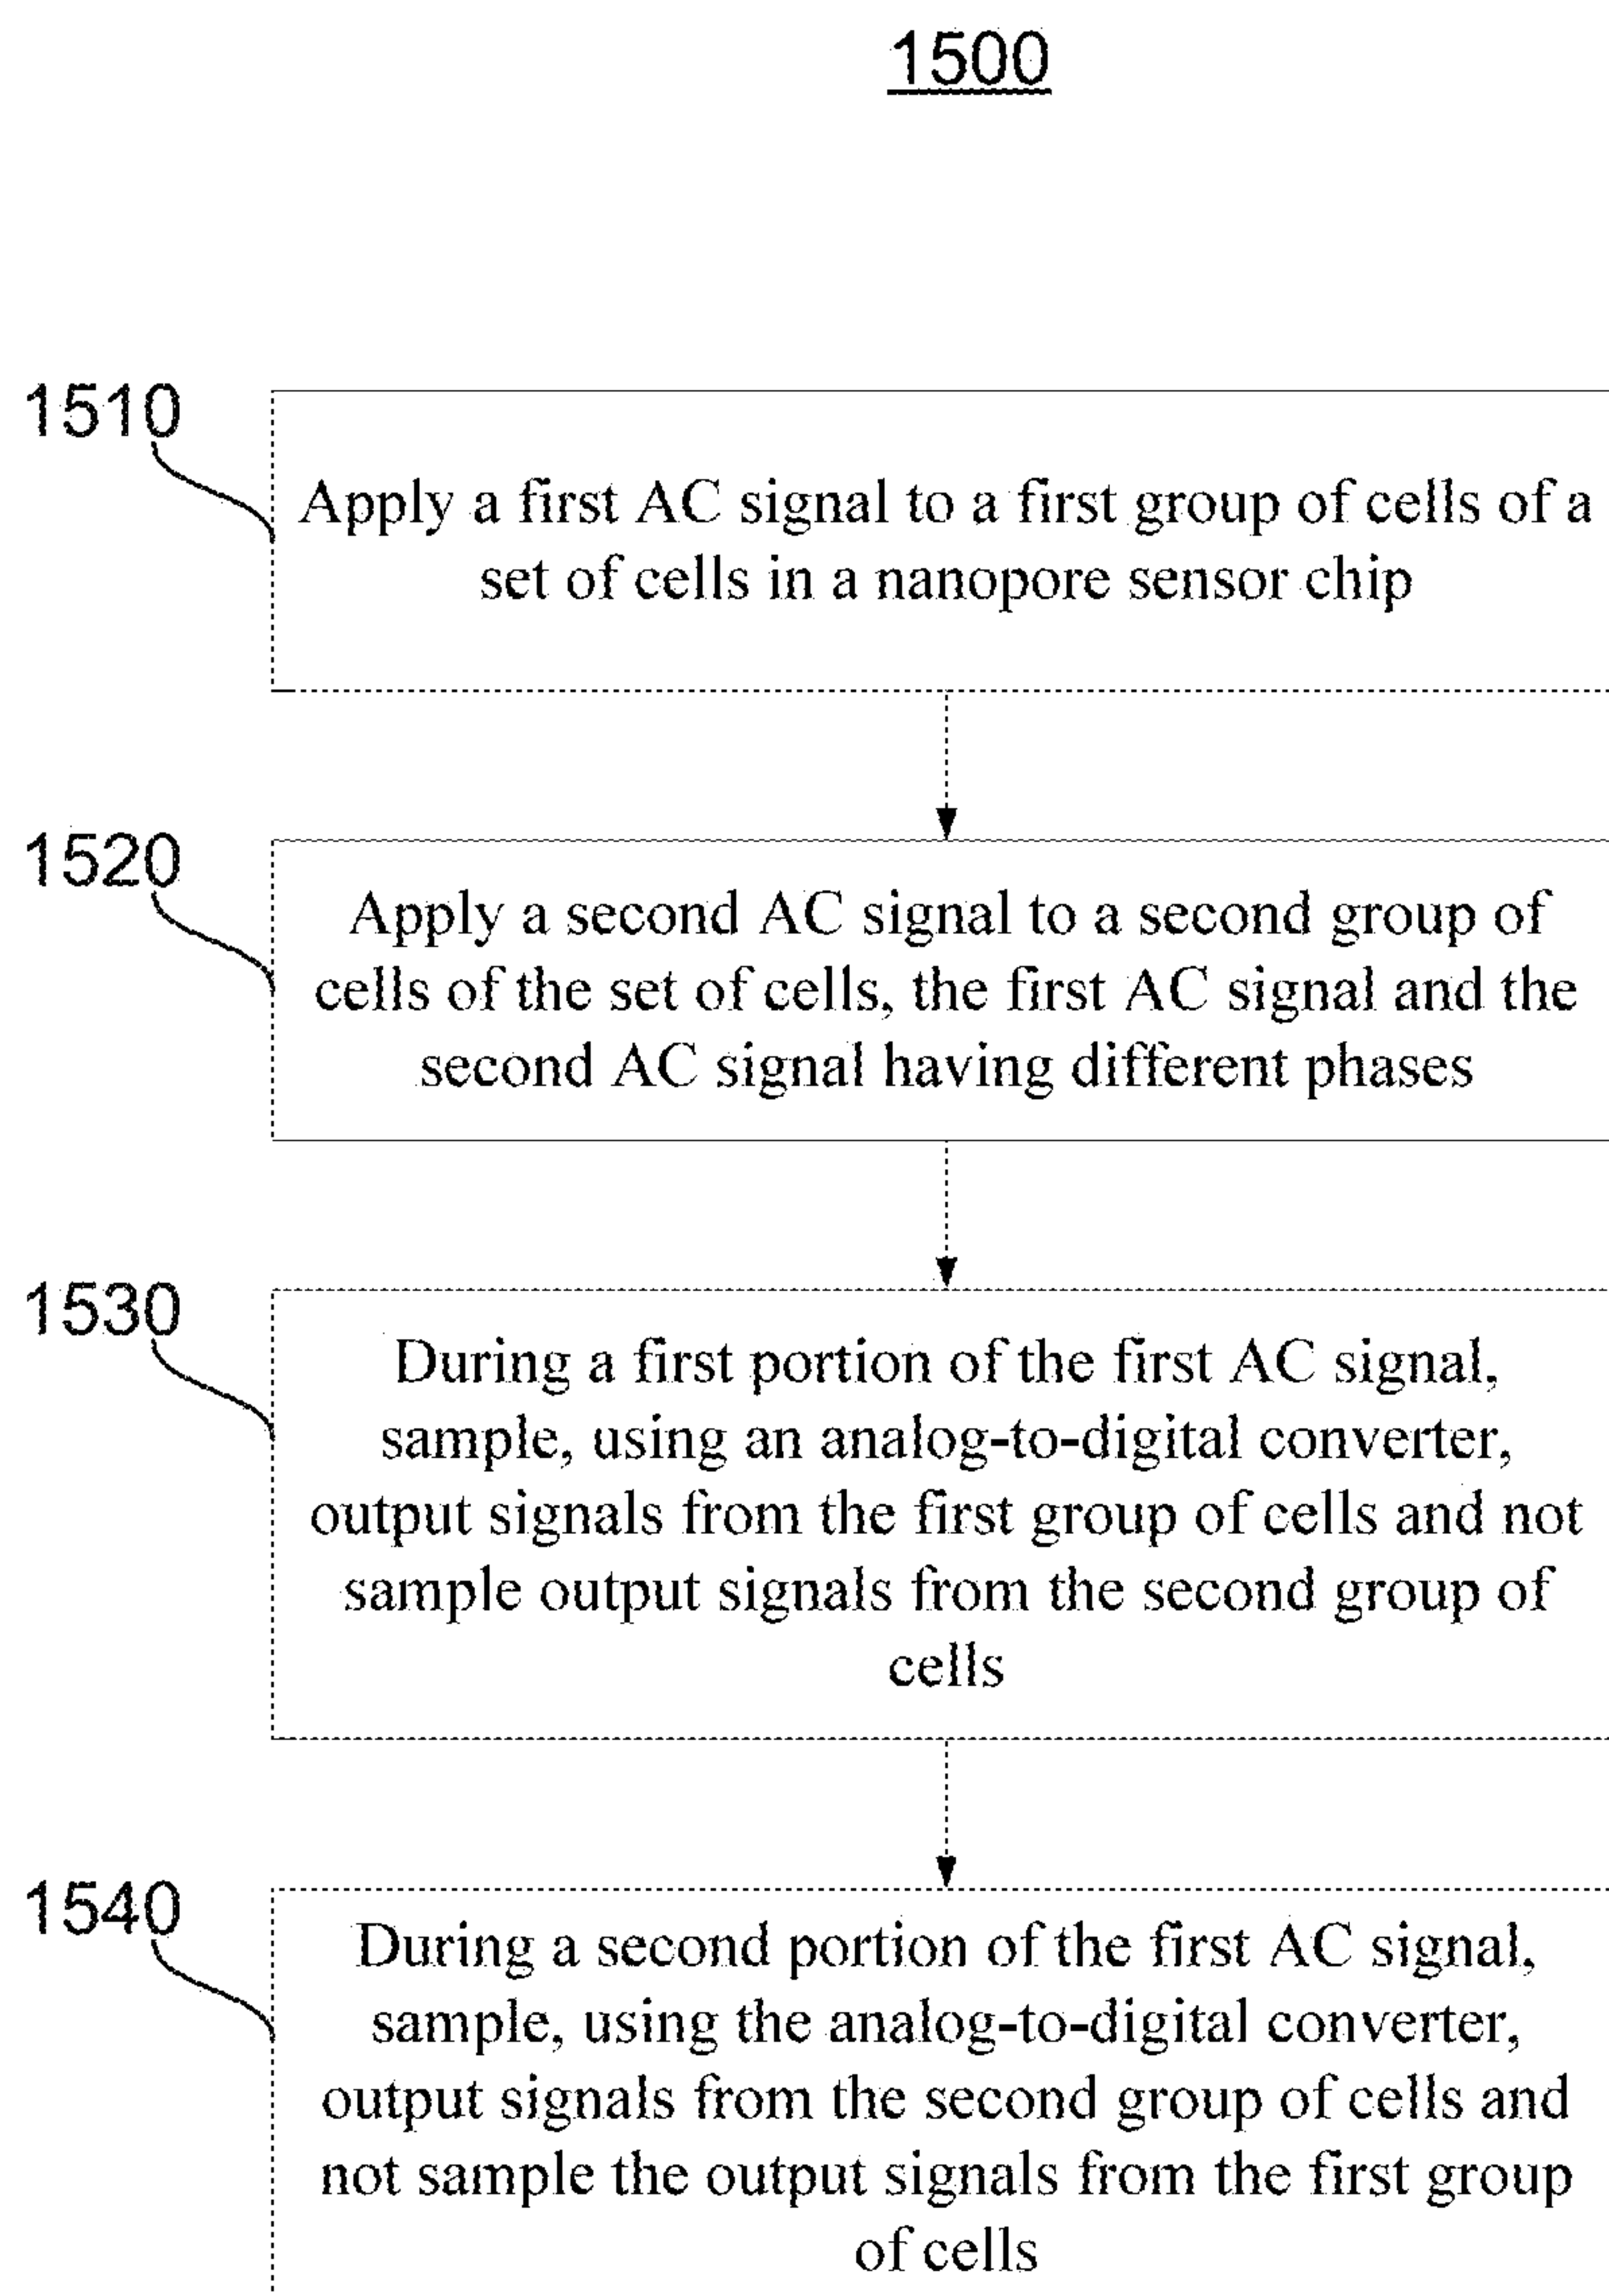 1500
1510
Apply a first AC signal to a first group of cells of a
set of cells in a nanopore sensor chip
1520
Apply a second AC signal to a second group of
cells of the set of cells, the first AC signal and the
second AC signal having different phases
1530
During a first portion of the first AC signal,
sample, using an analog-to-digital converter,
output signals from the first group of cells and not
sample output signals from the second group of
cells
1540
During a second portion of the first AC signal,
sample, using the analog-to-digital converter,
output signals from the second group of cells and
not sample the output signals from the first group
of cells